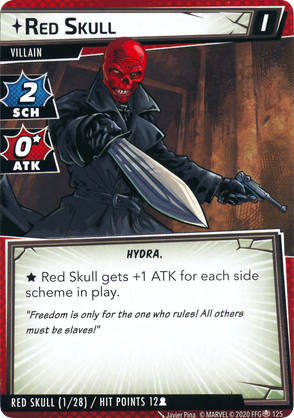 RED SKULL
I
VILLAIN
2
SCH
0*
ATK
HYDRA.
★ Red Skull gets +1 ATK for each side
scheme in play.
"Freedom is only for the one who rules! All others
must be slaves!"
RED SKULL (1/28) / HIT POINTS 12
Javier Pina © MARVEL © 2020 FFG 125